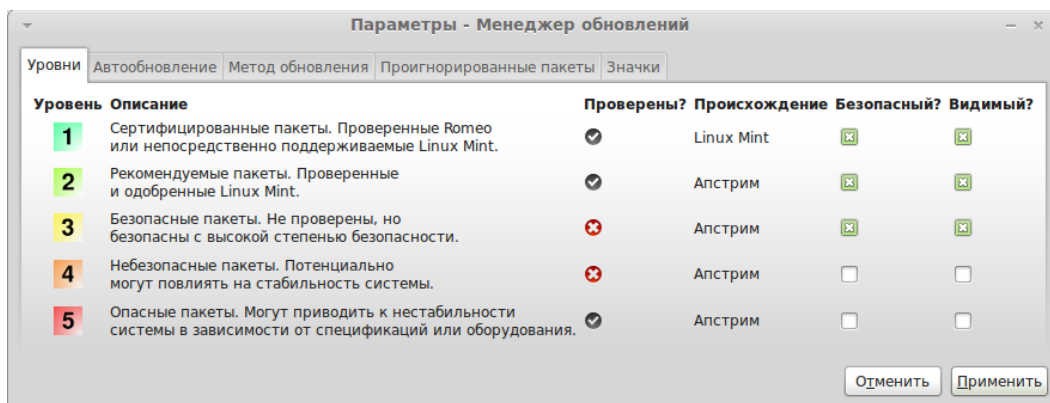 Параметры - Менеджер обновлений
Уровни Автообновление Метод обновления Проигнорированные пакеты Значки
Уровень Описание Проверены? Происхождение Безопасный? Видимый?
1 Сертифицированные пакеты. Проверенные Romeo
или непосредственно поддерживаемые Linux Mint. Linux Mint
2 Рекомендуемые пакеты. Проверенные
и одобренные Linux Mint. Апстрим
3 Безопасные пакеты. Не проверены, но
безопасны с высокой степенью безопасности. Апстрим
4 Небезопасные пакеты. Потенциально
могут повлиять на стабильность системы. Апстрим
5 Опасные пакеты. Могут приводить к нестабильности
системы в зависимости от спецификаций или оборудования. Апстрим
Отменить Применить